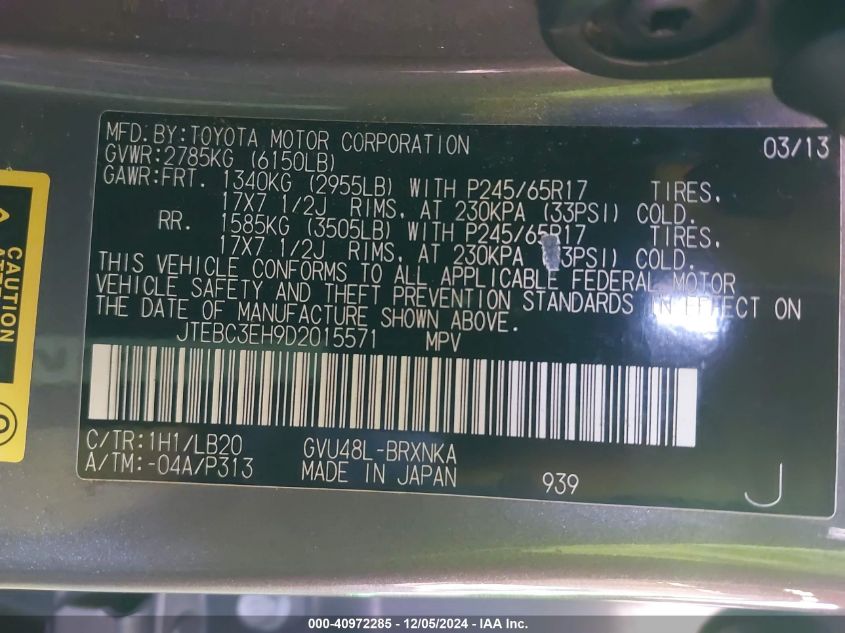 MFD.BY:TOYOTA MOTOR CORPORATION 03/13
GVWR:2785KG (6150LB)
GAWR:FRT. 1340KG (2955LB) WITH P245/65R17 TIRES.
17X7 1/2J RIMS, AT 230KPA (33PSI) COLD.
RR. 1585KG (3505LB) WITH P245/65R17 TIRES.
17X7 1/2J RIMS, AT 230KPA 3PSI) COLD.
THIS VEHICLE CONFORMS TO ALL APPLICABLE FEDERAL MOTOR
VEHICLE SAFETY AND THEFT PREVENTION STANDARDS IN EFFECT ON
THE DATE OF MANUFACTURE SHOWN ABOVE.
JTEBC3EH9D2015571 MPV
C/TR:1H1/LB20 GVU48L-BRXNKA
A/TM:-04A/P313 MADE IN JAPAN 939 J
CAUTION
000-40972285 - 12/05/2024 - IAA Inc.